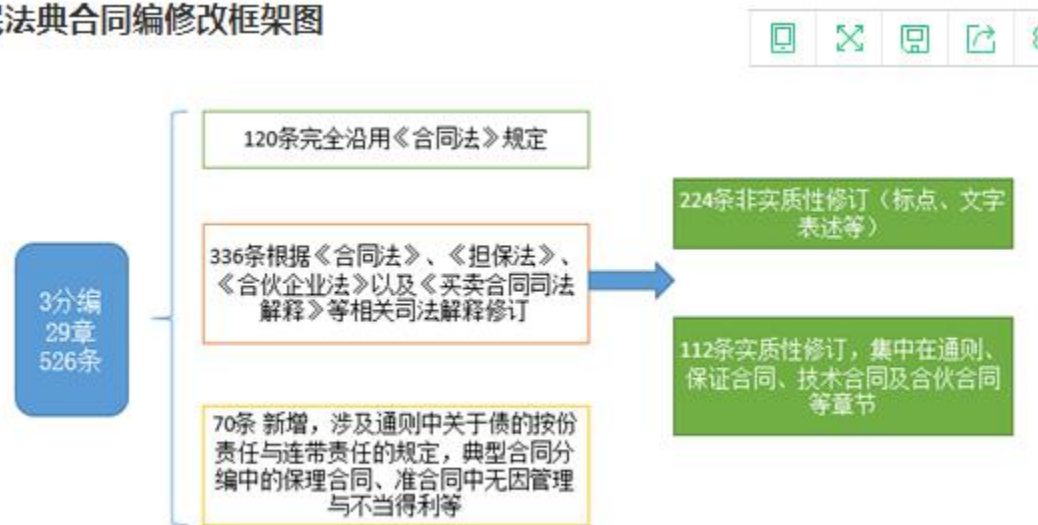 民法典合同编修改框架图
120条完全沿用《合同法》规定
224条非实质性修订（标点、文字
表述等）
336条根据《合同法》、《担保法》、
《合伙企业法》以及《买卖合同司法
解释》等相关司法解释修订
3分编
29章
526条
112条实质性修订，集中在通则、
保证合同、技术合同及合伙合同
等章节
70条 新增，涉及通则中关于债的按份
责任与连带责任的规定，典型合同分
编中的保理合同、准合同中无因管理
与不当得利等